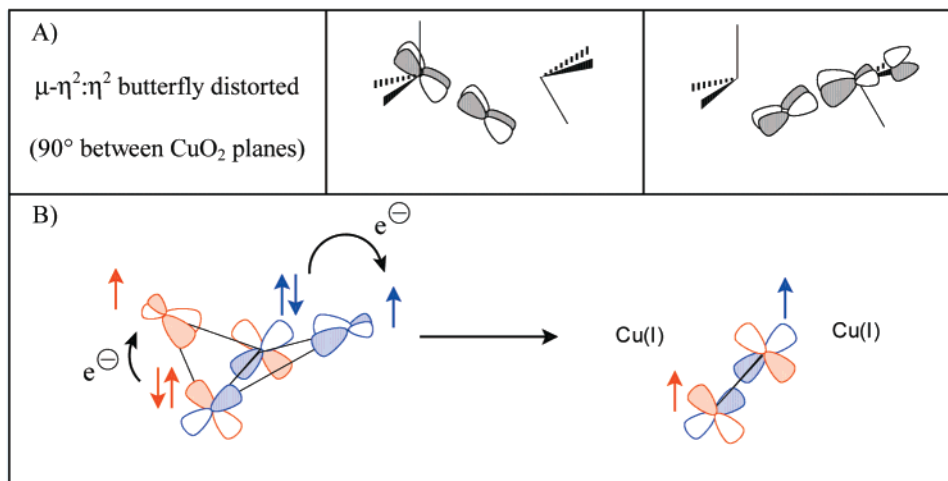 A)
μ-η²:η² butterfly distorted
(90° between CuO₂ planes)
B)
e⊖
e⊖
Cu(I)
Cu(I)